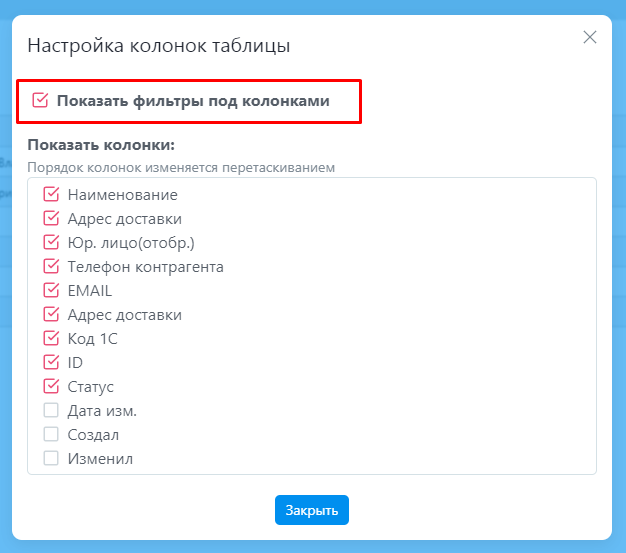 Настройка колонок таблицы
Показать фильтры под колонками
Показать колонки:
Порядок колонок изменяется перетаскиванием
Наименование
Адрес доставки
Юр. лицо(отобр.)
Телефон контрагента
EMAIL
Адрес доставки
Код 1С
ID
Статус
Дата изм.
Создал
Изменил
Закрыть